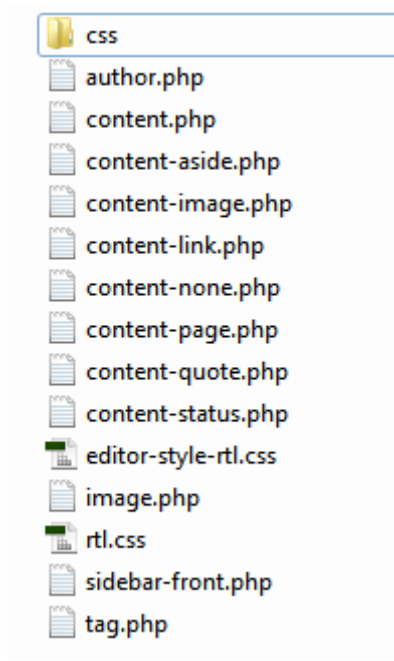 css
author.php
content.php
content-aside.php
content-image.php
content-link.php
content-none.php
content-page.php
content-quote.php
content-status.php
editor-style-rtl.css
image.php
rtl.css
sidebar-front.php
tag.php